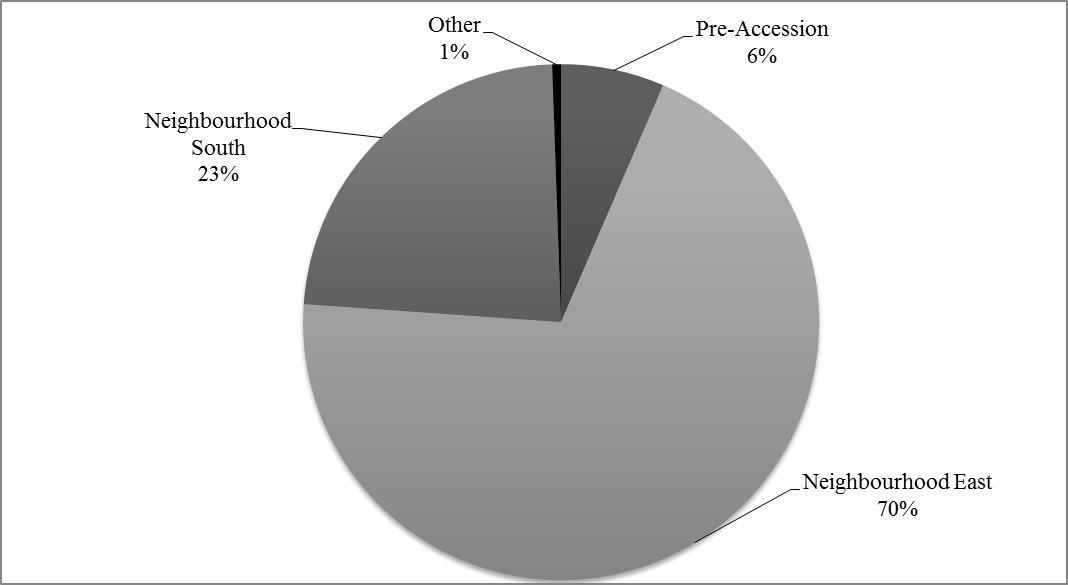 Other
1%
Pre-Accession
6%
Neighbourhood
South
23%
Neighbourhood East
70%